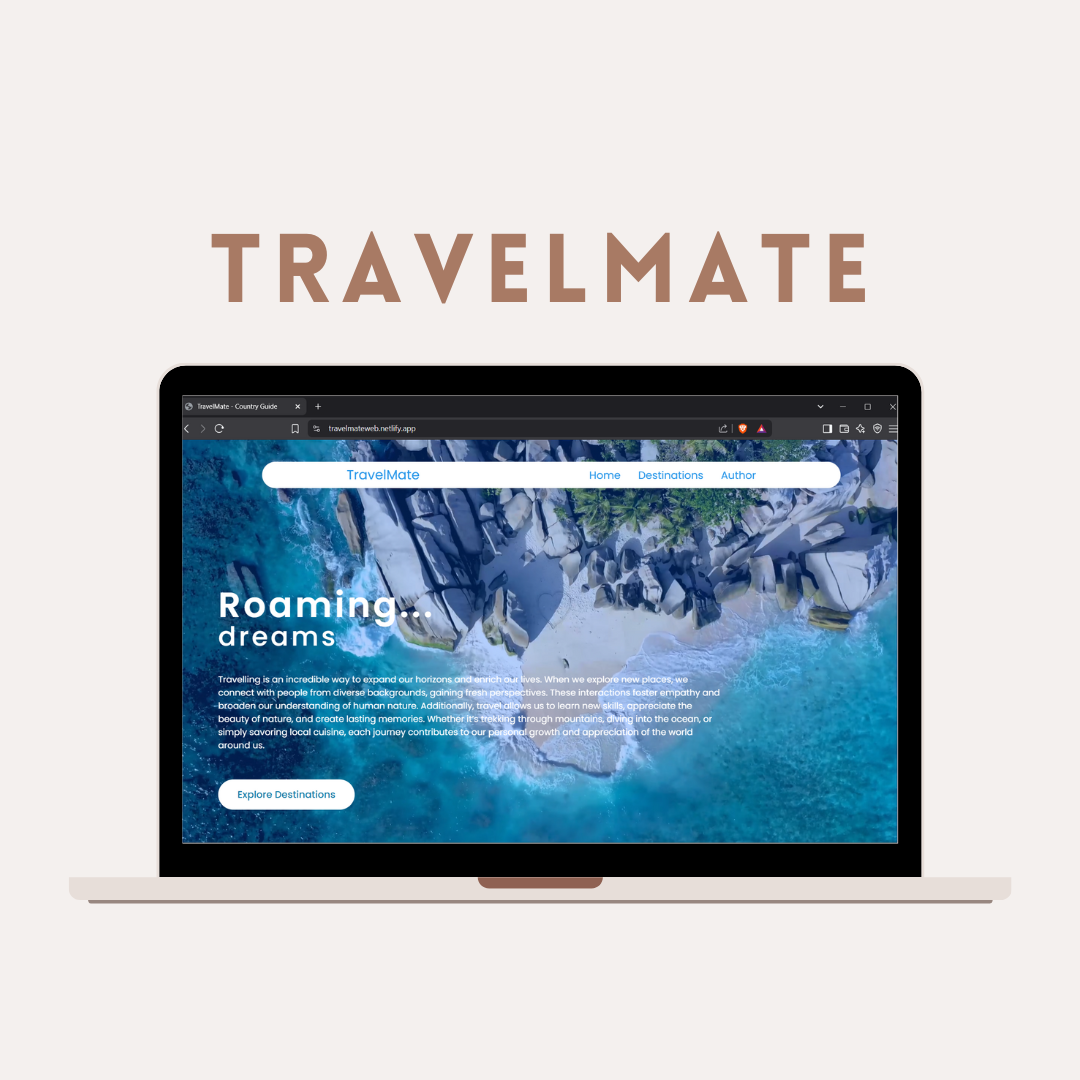 TRAVELMATE
TravelMate - Country Guide
travelmateweb.netlify.app
TravelMate Home Destinations Author
Roaming...
dreams
Travelling is an incredible way to expand our horizons and enrich our lives. When we explore new places, we
connect with people from diverse backgrounds, gaining fresh perspectives. These interactions foster empathy and
broaden our understanding of human nature. Additionally, travel allows us to learn new skills, appreciate the
beauty of nature, and create lasting memories. Whether it's trekking through mountains, diving into the ocean, or
simply savoring local cuisine, each journey contributes to our personal growth and appreciation of the world
around us.
Explore Destinations